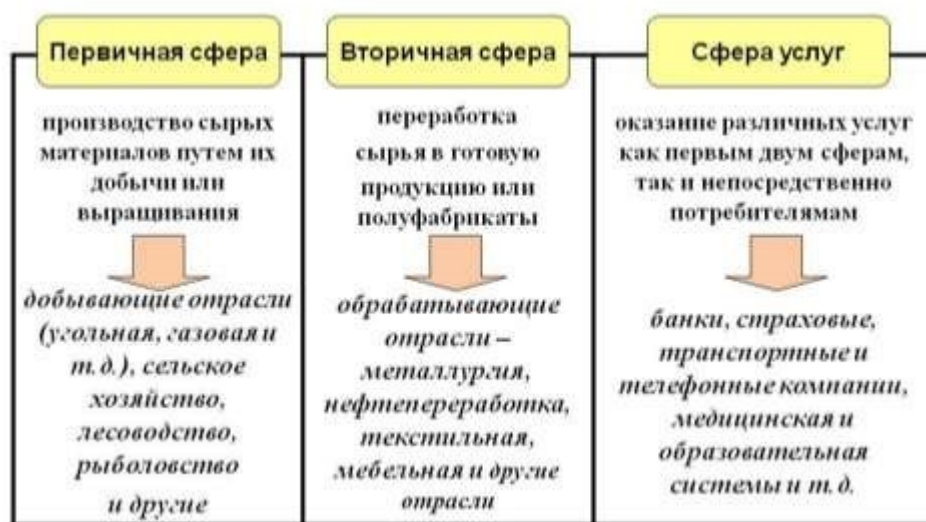 Первичная сфера
производство сырых
материалов путем их
добычи или
выращивания
добывающие отрасли
(угольная, газовая и
т.д.), сельское
хозяйство,
лесоводство,
рыболовство
и другие
Вторичная сфера
переработка
сырья в готовую
продукцию или
полуфабрикаты
обрабатывающие
отрасли –
металлургия,
нефтепереработка,
текстильная,
мебельная и другие
отрасли
Сфера услуг
оказание различных услуг
как первым двум сферам,
так и непосредственно
потребителямам
банки, страховые,
транспортные и
телефонные компании,
медицинская и
образовательная
системы и т.д.